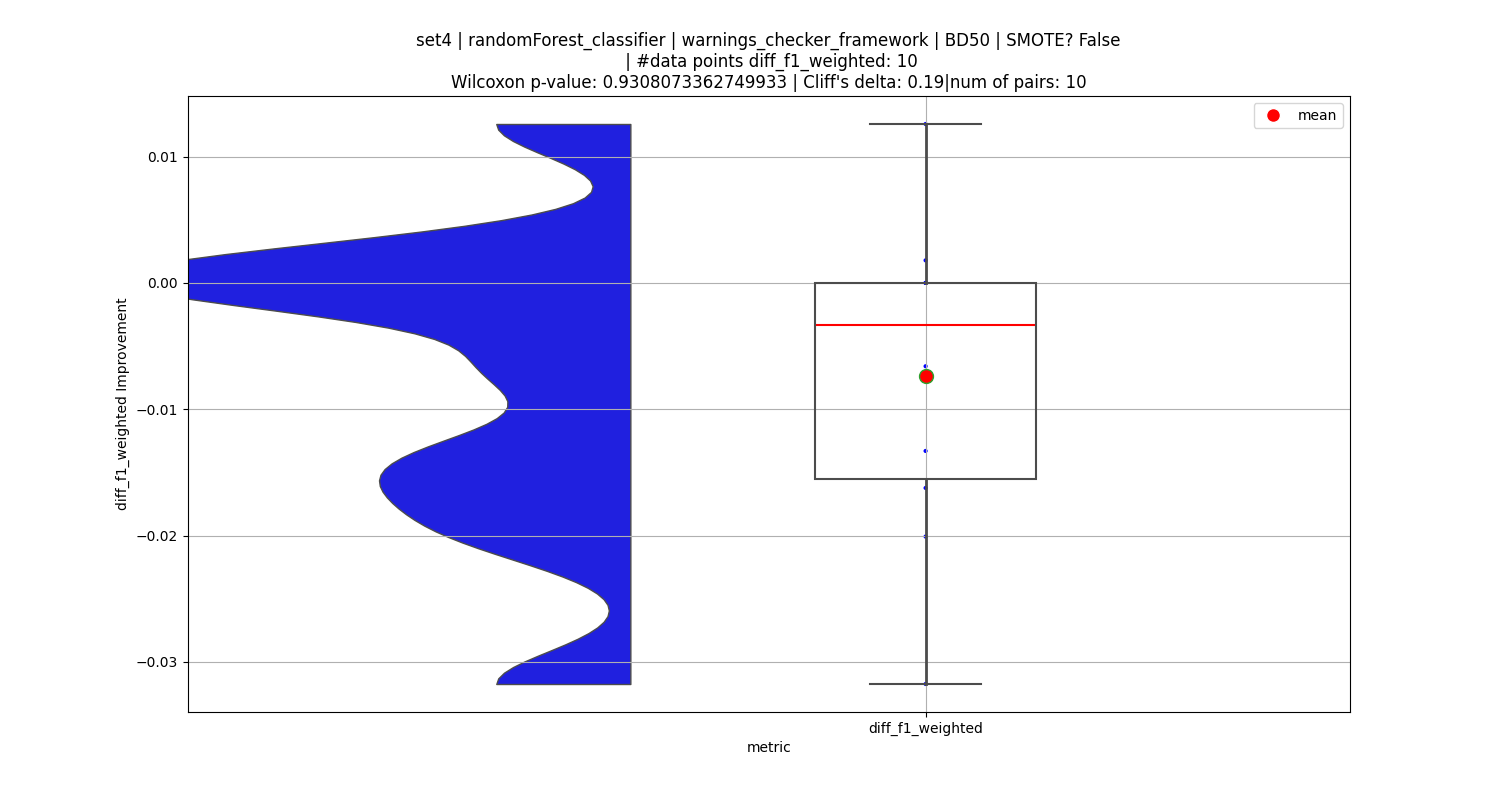 set4 | randomForest_classifier | warnings_checker_framework | BD50 | SMOTE? False
| #data points diff_f1_weighted: 10
Wilcoxon p-value: 0.9308073362749933 | Cliff's delta: 0.19|num of pairs: 10
mean
0.01
0.00
−0.01
−0.02
−0.03
diff_f1_weighted Improvement
diff_f1_weighted
metric